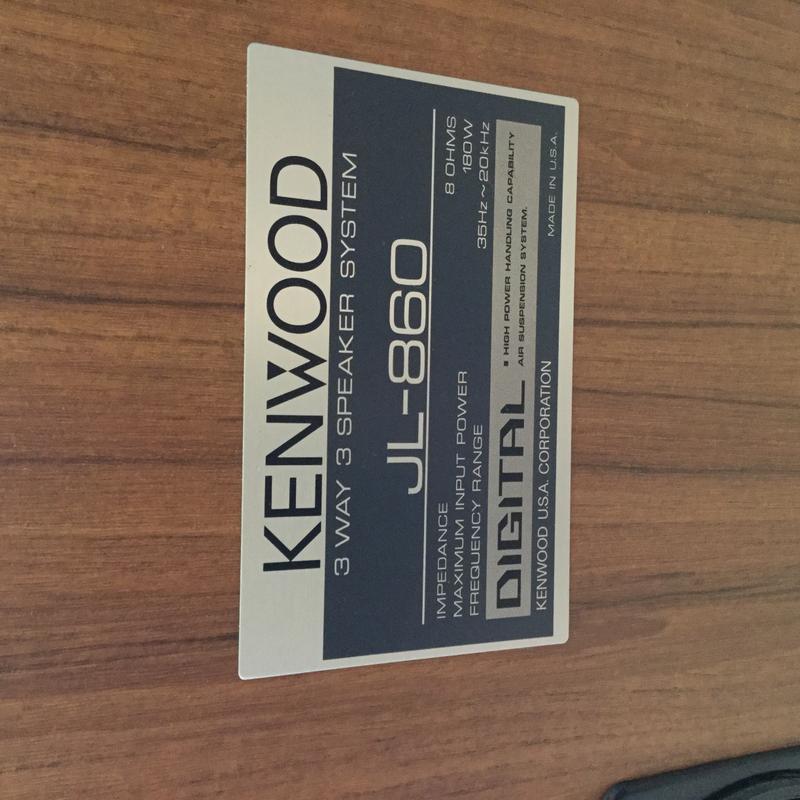 KENWOOD
3 WAY 3 SPEAKER SYSTEM
JL-860
IMPEDANCE 8 OHMS
MAXIMUM INPUT POWER 180W
FREQUENCY RANGE 35Hz~20kHz
DIGITAL ■ HIGH POWER HANDLING CAPABILITY
AIR SUSPENSION SYSTEM.
KENWOOD U.S.A. CORPORATION MADE IN U.S.A.